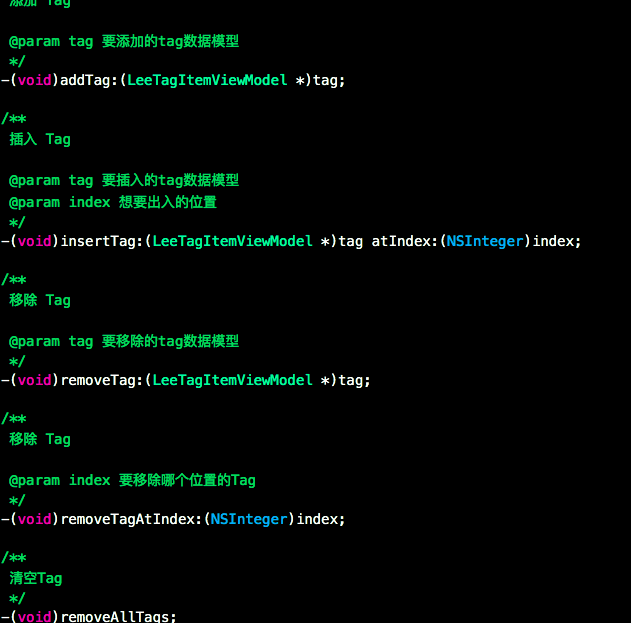 添加 Tag
@param tag 要添加的tag数据模型
*/
-(void)addTag:(LeeTagItemViewModel *)tag;
/**
插入 Tag
@param tag 要插入的tag数据模型
@param index 想要出入的位置
*/
-(void)insertTag:(LeeTagItemViewModel *)tag atIndex:(NSInteger)index;
/**
移除 Tag
@param tag 要移除的tag数据模型
*/
-(void)removeTag:(LeeTagItemViewModel *)tag;
/**
移除 Tag
@param index 要移除哪个位置的Tag
*/
-(void)removeTagAtIndex:(NSInteger)index;
/**
清空Tag
*/
-(void)removeAllTags;